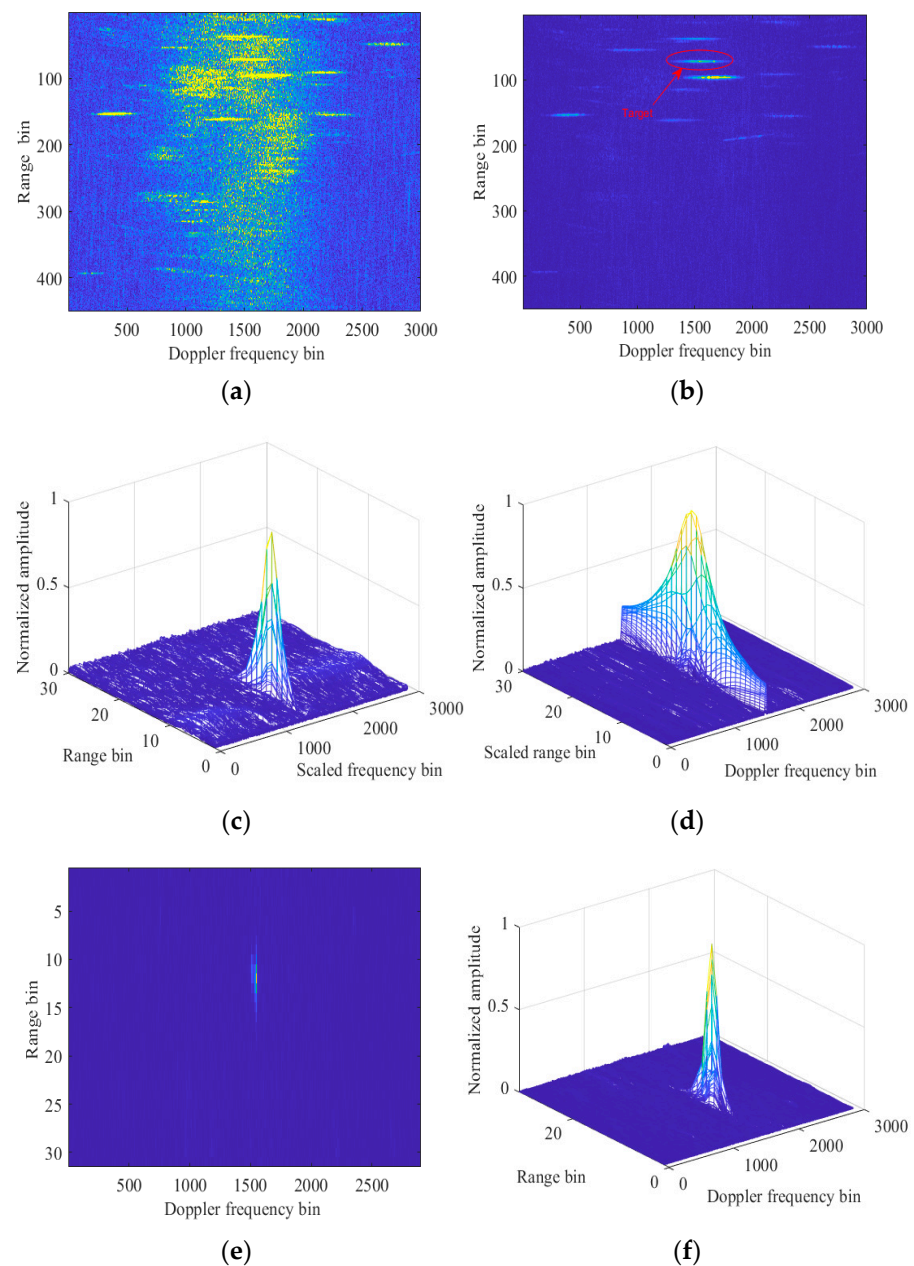 Range bin
100
200
300
400
500
1000
1500
2000
2500
3000
Doppler frequency bin
(a)
Range bin
100
200
300
400
Target
500
1000
1500
2000
2500
3000
Doppler frequency bin
(b)
Normalized amplitude
1
0.5
0
30
20
10
0
Range bin
0
1000
2000
3000
Scaled frequency bin
(c)
Normalized amplitude
1
0.5
0
30
20
10
0
Scaled range bin
0
1000
2000
3000
Doppler frequency bin
(d)
Range bin
5
10
15
20
25
30
500
1000
1500
2000
2500
Doppler frequency bin
(e)
Normalized amplitude
1
0.5
0
20
0
Range bin
0
1000
2000
3000
Doppler frequency bin
(f)